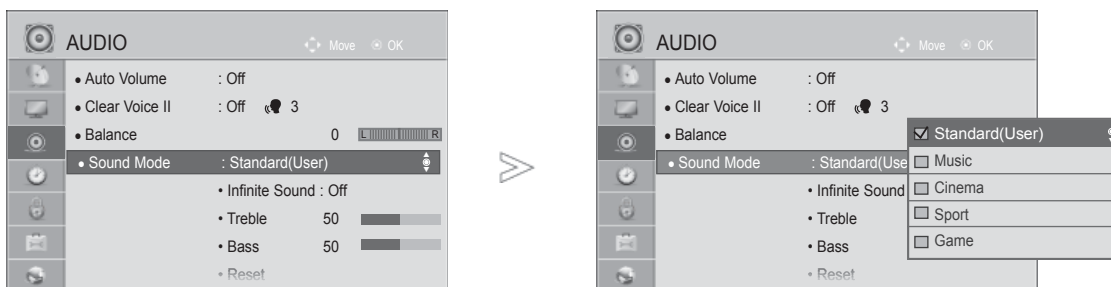 AUDIO Move OK
• Auto Volume : Off
• Clear Voice II : Off 3
• Balance 0 L R
• Sound Mode : Standard(User)
• Infinite Sound : Off
• Treble 50
• Bass 50
• Reset
AUDIO Move OK
• Auto Volume : Off
• Clear Voice II : Off 3
• Balance
• Sound Mode : Standard(Use
• Infinite Sound
• Treble
• Bass
• Reset
Standard(User)
Music
Cinema
Sport
Game